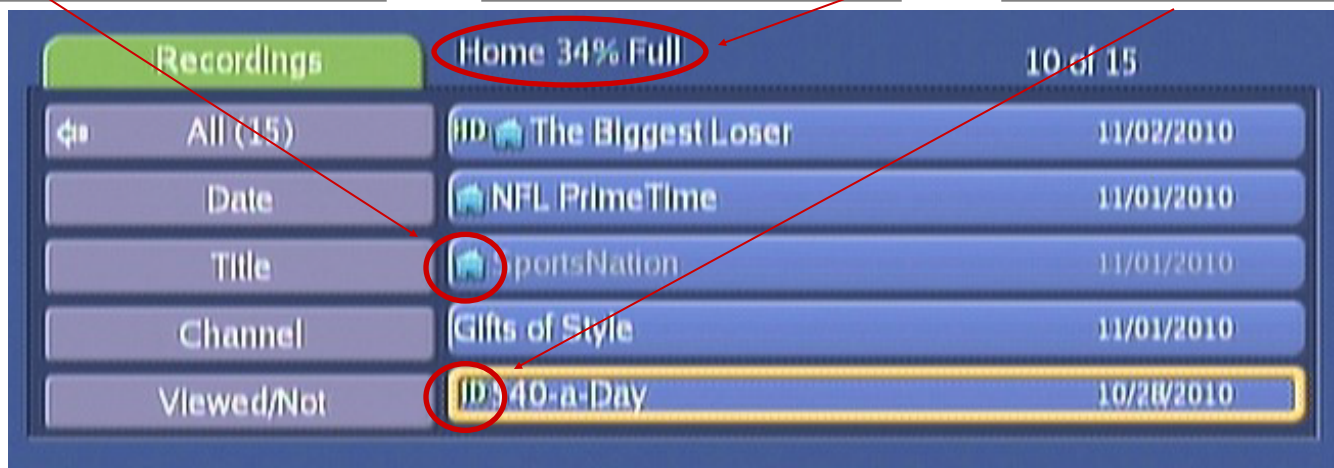 Recordings
Home 34% Full
10 of 15
All (15)
HD The Biggest Loser 11/02/2010
Date
NFL PrimeTime 11/01/2010
Title
SportsNation 11/01/2010
Channel
Gifts of Style 11/01/2010
Viewed/Not
HD $40-a-Day 10/28/2010